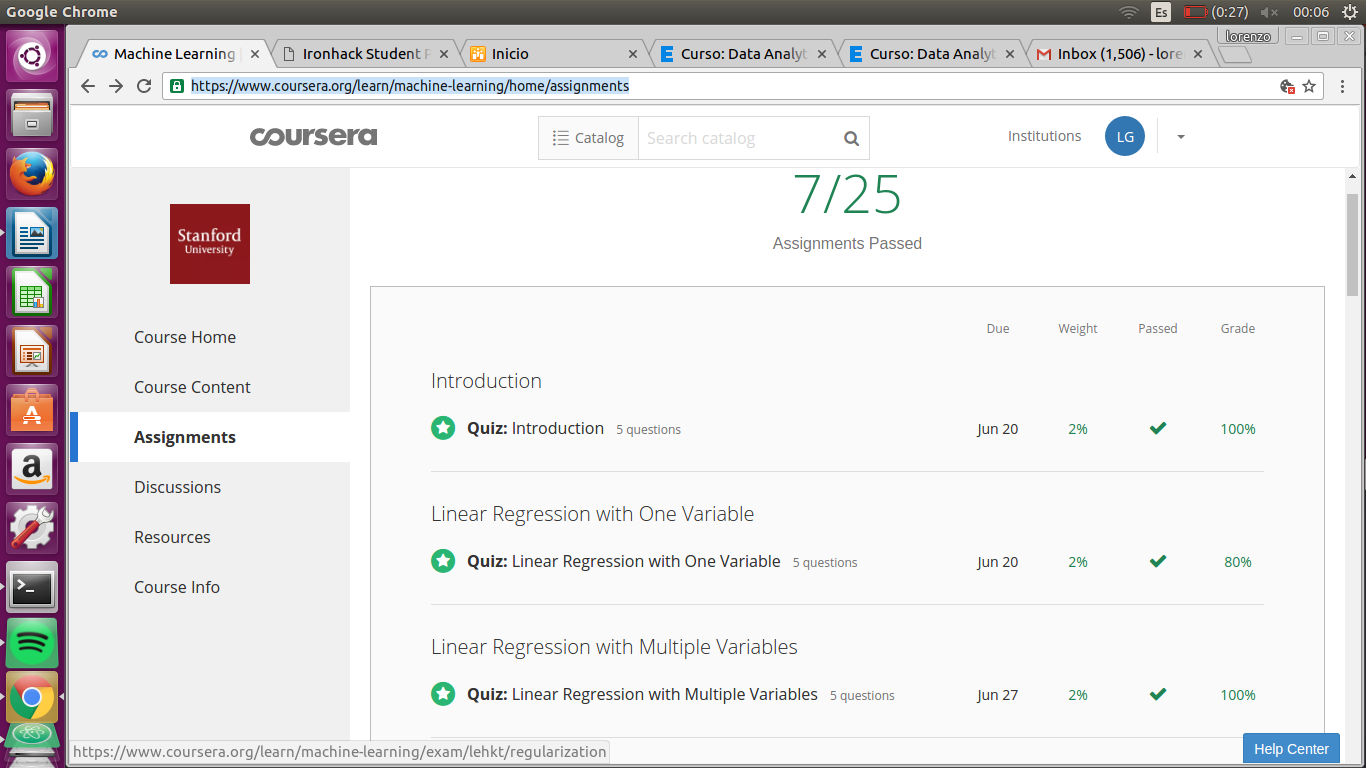 Google Chrome Es (0:27) 00:06
lorenzo
Machine Learning Ironhack Student P Inicio Curso: Data Analyt Curso: Data Analyt Inbox (1,506) - lore
https://www.coursera.org/learn/machine-learning/home/assignments
coursera Catalog Search catalog Institutions LG
Stanford
University
Course Home
Course Content
Assignments
Discussions
Resources
Course Info
7/25
Assignments Passed
Due Weight Passed Grade
Introduction
Quiz: Introduction 5 questions Jun 20 2% 100%
Linear Regression with One Variable
Quiz: Linear Regression with One Variable 5 questions Jun 20 2% 80%
Linear Regression with Multiple Variables
Quiz: Linear Regression with Multiple Variables 5 questions Jun 27 2% 100%
https://www.coursera.org/learn/machine-learning/exam/lehkt/regularization
Help Center